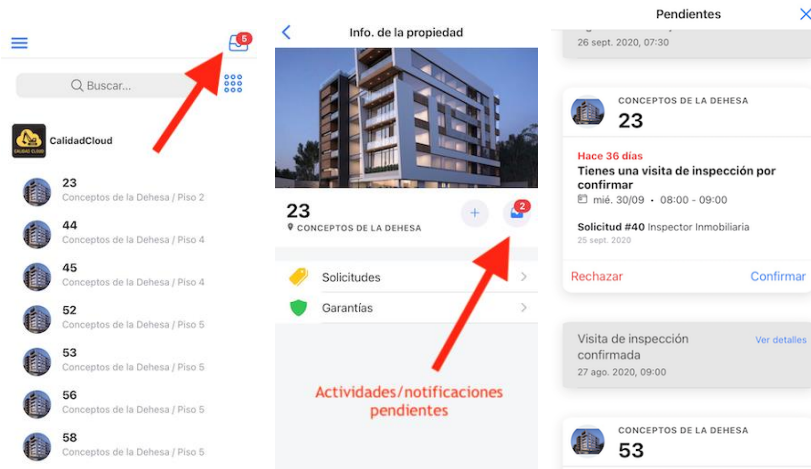 5
Buscar...
CALIDAD CLOUD
CalidadCloud
23
Conceptos de la Dehesa / Piso 2
44
Conceptos de la Dehesa / Piso 4
45
Conceptos de la Dehesa / Piso 4
52
Conceptos de la Dehesa / Piso 5
53
Conceptos de la Dehesa / Piso 5
56
Conceptos de la Dehesa / Piso 5
58
Conceptos de la Dehesa / Piso 5
Info. de la propiedad
23
CONCEPTOS DE LA DEHESA
2
Solicitudes
Garantías
Actividades/notificaciones
pendientes
Pendientes
26 sept. 2020, 07:30
CONCEPTOS DE LA DEHESA
23
Hace 36 días
Tienes una visita de inspección por
confirmar
mié. 30/09 • 08:00 - 09:00
Solicitud #40 Inspector Inmobiliaria
25 sept. 2020
Rechazar Confirmar
Visita de inspección Ver detalles
confirmada
27 ago. 2020, 09:00
CONCEPTOS DE LA DEHESA
53